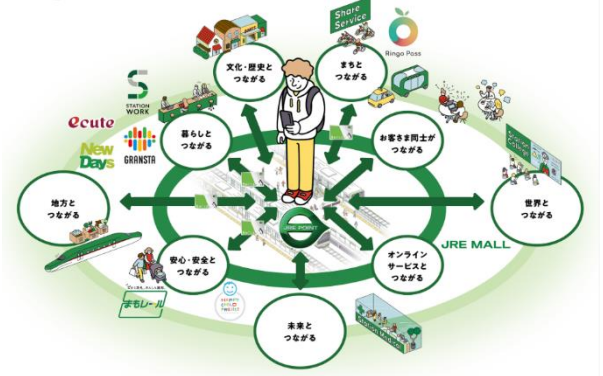 Share
Service
Ringo Pass
文化・歴史と
つながる
まちと
つながる
STATION
WORK
ecute
New
Days
GRANSTA
暮らしと
つながる
お客さま同士が
つながる
Station
College
地方と
つながる
世界と
つながる
JRE POINT
JRE MALL
安心・安全と
つながる
オンライン
サービスと
つながる
まもレール
未来と
つながる